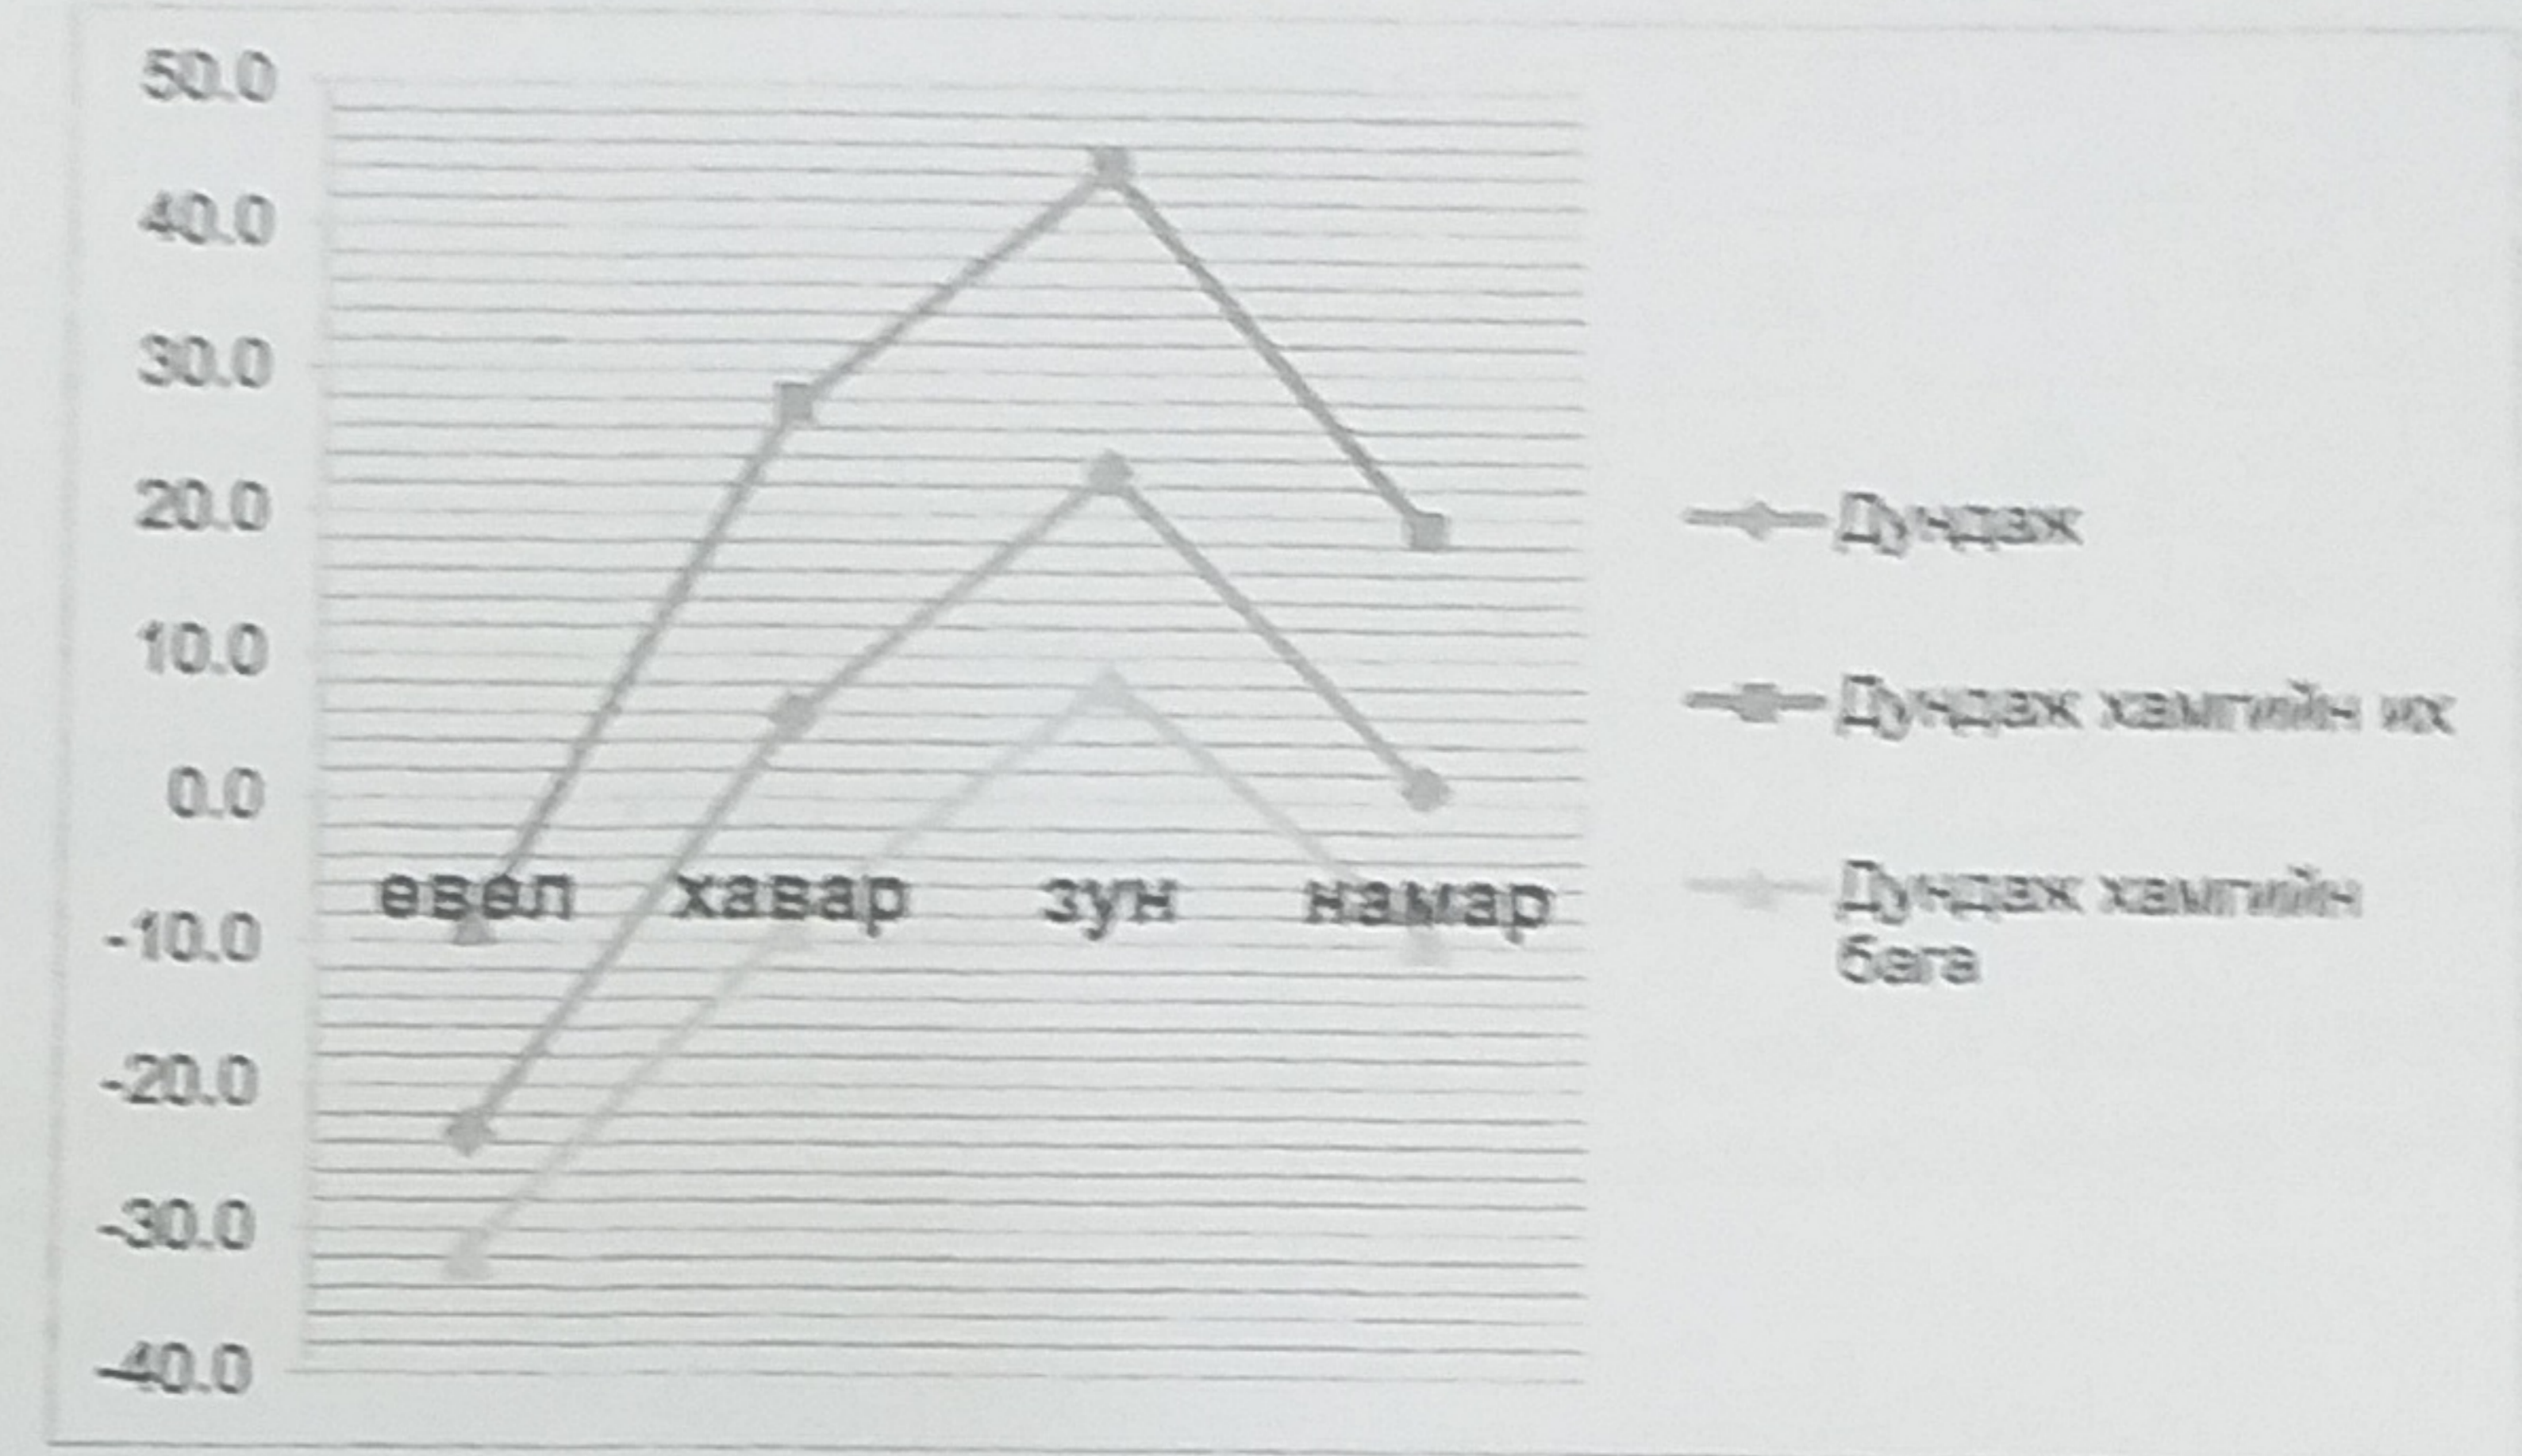 50.0
40.0
30.0
20.0
10.0
0.0
-10.0
-20.0
-30.0
-40.0
өвөл хавар зун намар
Дундаж
Дундаж хамгийн их
Дундаж хамгийн
бага